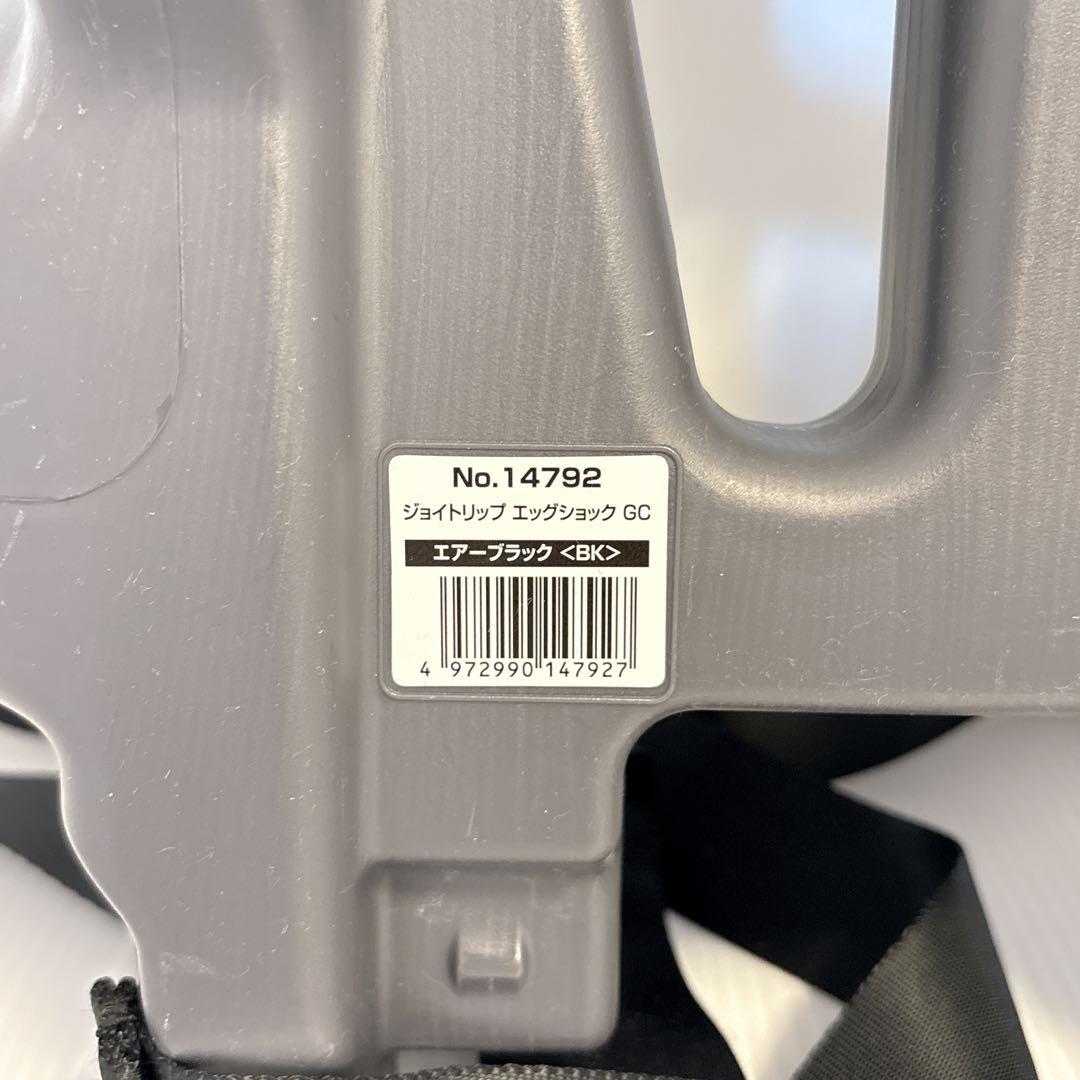 No.14792
ジョイトリップ エッグショック GC
エアーブラック <BK>
4 972990 147927